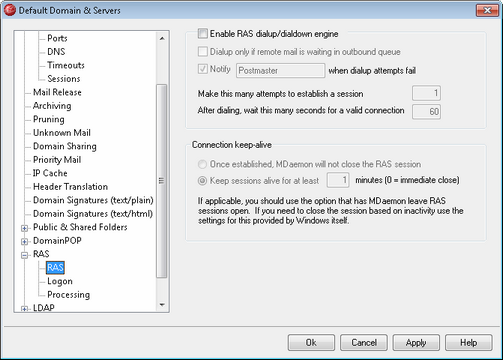 Default Domain & Servers
Ports
DNS
Timeouts
Sessions
Mail Release
Archiving
Pruning
Unknown Mail
Domain Sharing
Priority Mail
IP Cache
Header Translation
Domain Signatures (text/plain)
Domain Signatures (text/html)
Public & Shared Folders
DomainPOP
RAS
RAS
Logon
Processing
LDAP
Enable RAS dialup/dialdown engine
Dialup only if remote mail is waiting in outbound queue
Notify Postmaster when dialup attempts fail
Make this many attempts to establish a session 1
After dialing, wait this many seconds for a valid connection 60
Connection keep-alive
Once established, MDaemon will not close the RAS session
Keep sessions alive for at least 1 minutes (0 = immediate close)
If applicable, you should use the option that has MDaemon leave RAS
sessions open. If you need to close the session based on inactivity use the
settings for this provided by Windows itself.
Ok Cancel Apply Help